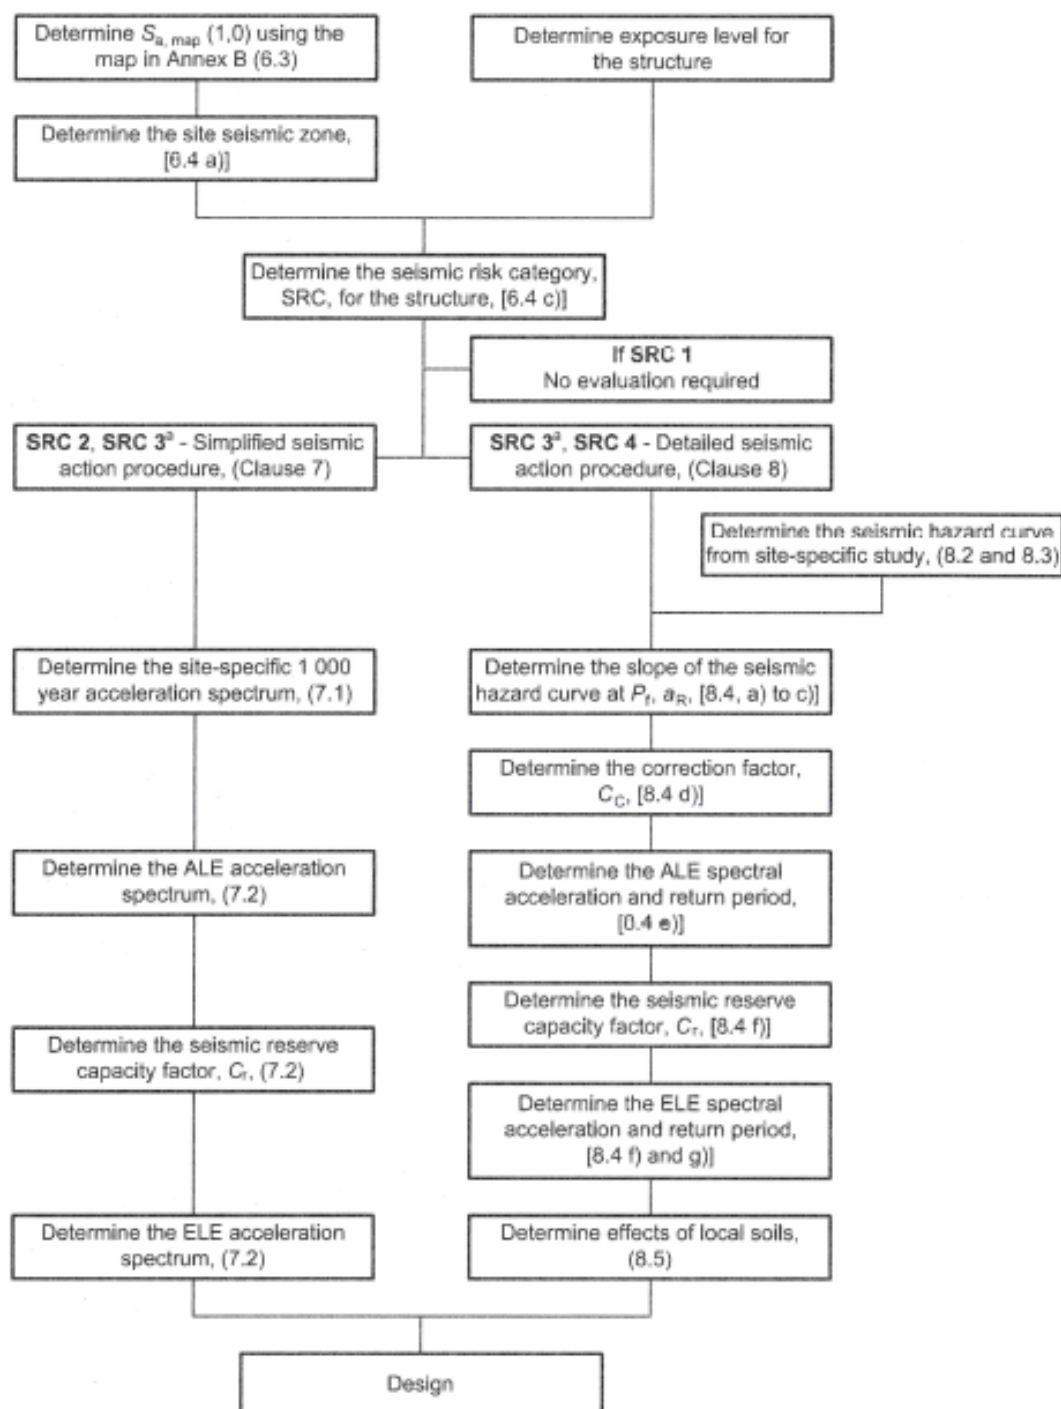 Determine Sa, map (1,0) using the
map in Annex B (6.3)
Determine exposure level for
the structure
Determine the site seismic zone,
[6.4 a)]
Determine the seismic risk category,
SRC, for the structure, [6.4 c)]
If SRC 1
No evaluation required
SRC 2, SRC 3a - Simplified seismic
action procedure, (Clause 7)
SRC 3a, SRC 4 - Detailed seismic
action procedure, (Clause 8)
Determine the seismic hazard curve
from site-specific study, (8.2 and 8.3)
Determine the site-specific 1 000
year acceleration spectrum, (7.1)
Determine the slope of the seismic
hazard curve at Pf, aR, [8.4, a) to c)]
Determine the correction factor,
CC, [8.4 d)]
Determine the ALE acceleration
spectrum, (7.2)
Determine the ALE spectral
acceleration and return period,
[0.4 e)]
Determine the seismic reserve
capacity factor, Cr, [8.4 f)]
Determine the seismic reserve
capacity factor, Cr, (7.2)
Determine the ELE spectral
acceleration and return period,
[8.4 f) and g)]
Determine the ELE acceleration
spectrum, (7.2)
Determine effects of local soils,
(8.5)
Design